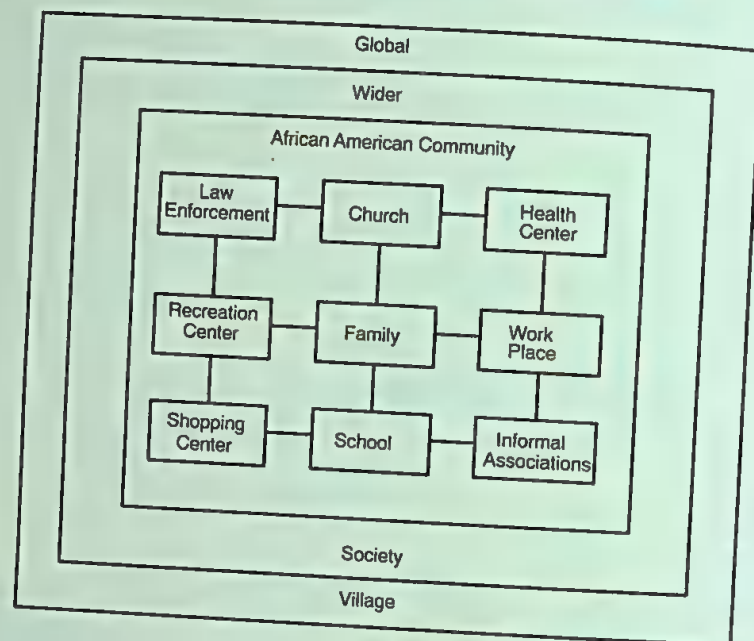 Global
Wider
African American Community
Law
Enforcement
Church
Health
Center
Recreation
Center
Family
Work
Place
Shopping
Center
School
Informal
Associations
Society
Village